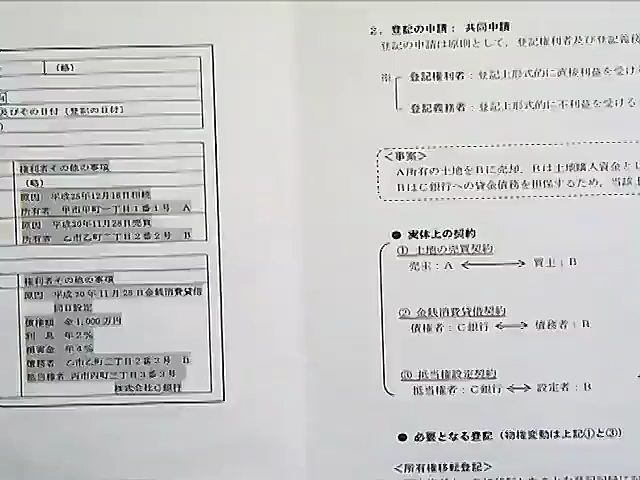 (略)
及びその日付（登記の日付）
権利者その他の事項
(略)
原因 平成25年12月16日相続
所有者 甲市甲町一丁目1番1号 A
原因 平成30年11月28日売買
所有者 乙市乙町二丁目2番2号 B
権利者その他の事項
原因 平成30年11月28日金銭消費貸借
同日設定
債権額 金1,000万円
利 息 年2%
損害金 年4%
債務者 乙市乙町二丁目2番2号 B
抵当権者 丙市丙町三丁目3番3号
株式会社C銀行
2. 登記の申請: 共同申請
登記の申請は原則として、登記権利者及び登記義務
※ 登記権利者: 登記上形式的に直接利益を受ける
登記義務者: 登記上形式的に不利益を受ける
<事案>
A所有の土地をBに売却、Bは土地購入資金とし
BはC銀行への貸金債務を担保するため、当該土
● 実体上の契約
① 土地の売買契約
売主: A ⟷ 買主: B
② 金銭消費貸借契約
債権者: C銀行 ⟷ 債務者: B
③ 抵当権設定契約
抵当権者: C銀行 ⟷ 設定者: B
● 必要となる登記（物権変動は上記①と③）
<所有権移転登記>